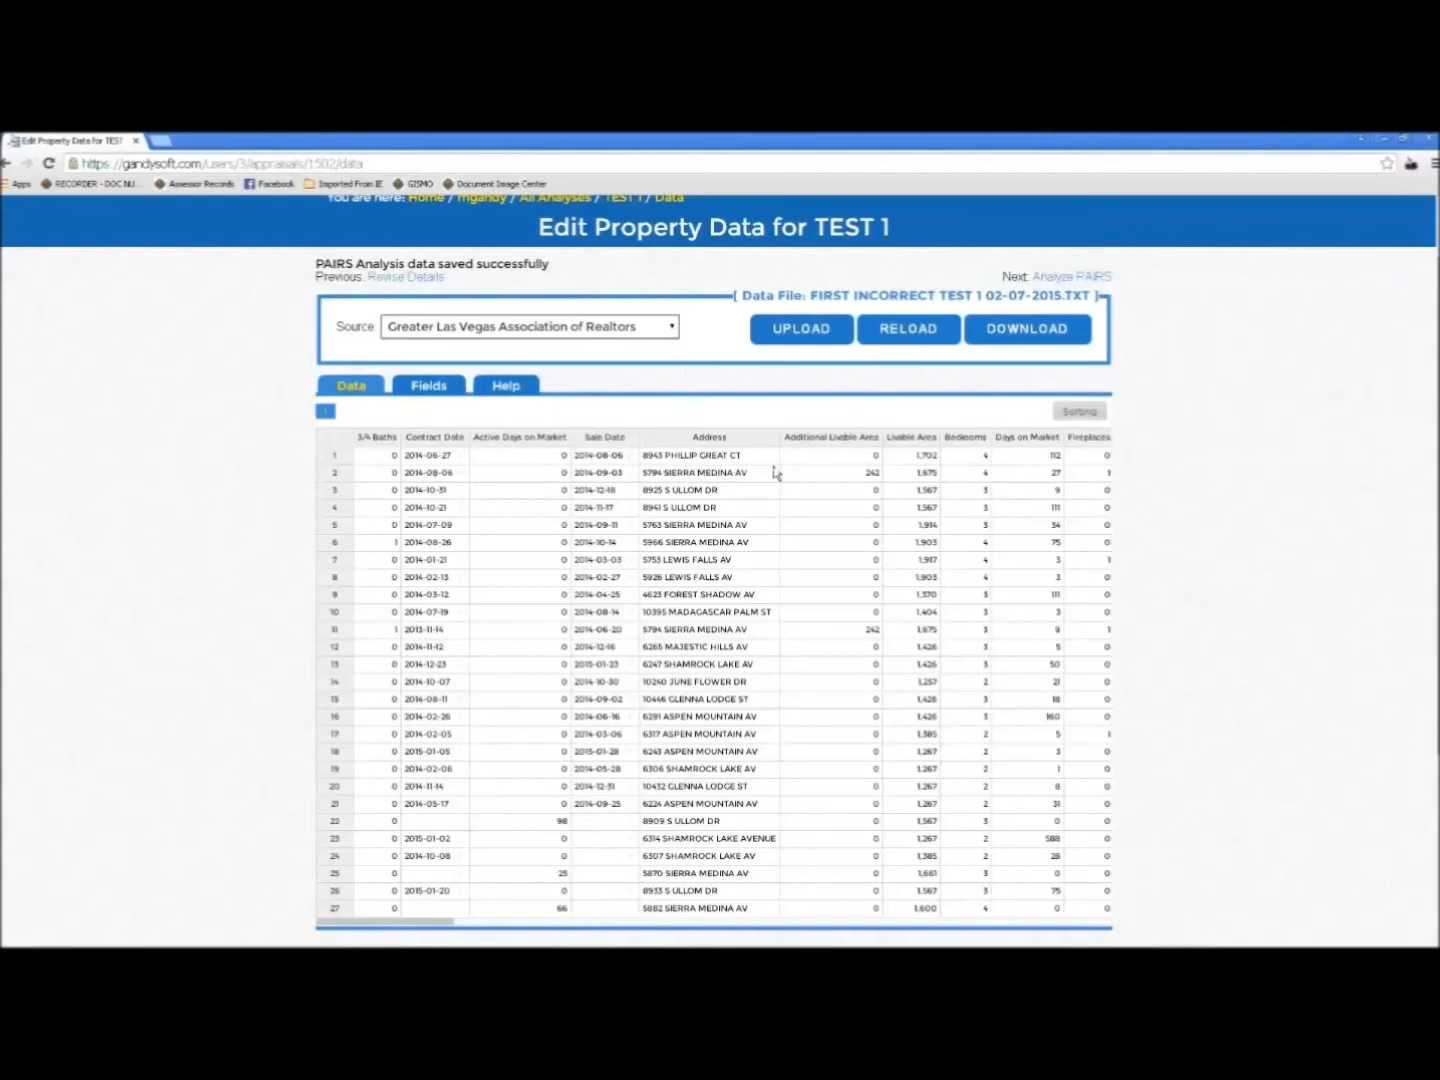 Edit Property Data for TEST
https://gandysoft.com/users/3/appraisals/1502/data
Apps RECORDER - DOC NU... Assessor Records Facebook Imported From IE GISMO Document Image Center
You are here: Home / mgandy / All Analyses / TEST 1 / Data
Edit Property Data for TEST 1
PAIRS Analysis data saved successfully
Previous: Revise Details Next: Analyze PAIRS
[ Data File: FIRST INCORRECT TEST 1 02-07-2015.TXT ]
Source: Greater Las Vegas Association of Realtors UPLOAD RELOAD DOWNLOAD
Data Fields Help
1 Sorting
3/4 Baths Contract Date Active Days on Market Sale Date Address Additional Livable Area Livable Area Bedrooms Days on Market Fireplaces
1 0 2014-06-27 0 2014-08-06 8943 PHILLIP GREAT CT 0 1,702 4 112 0
2 0 2014-08-06 0 2014-09-03 5794 SIERRA MEDINA AV 242 1,675 4 27 1
3 0 2014-10-31 0 2014-12-18 8925 S ULLOM DR 0 1,567 3 9 0
4 0 2014-10-21 0 2014-11-17 8941 S ULLOM DR 0 1,567 3 111 0
5 0 2014-07-09 0 2014-09-11 5763 SIERRA MEDINA AV 0 1,914 3 34 0
6 1 2014-08-26 0 2014-10-14 5966 SIERRA MEDINA AV 0 1,903 4 75 0
7 0 2014-01-21 0 2014-03-03 5753 LEWIS FALLS AV 0 1,917 4 3 1
8 0 2014-02-13 0 2014-02-27 5926 LEWIS FALLS AV 0 1,903 4 3 0
9 0 2014-03-12 0 2014-04-25 4623 FOREST SHADOW AV 0 1,370 3 111 0
10 0 2014-07-19 0 2014-08-14 10395 MADAGASCAR PALM ST 0 1,404 3 3 0
11 1 2013-11-14 0 2014-06-20 5794 SIERRA MEDINA AV 242 1,675 3 9 1
12 0 2014-11-12 0 2014-12-16 6265 MAJESTIC HILLS AV 0 1,426 3 5 0
13 0 2014-12-23 0 2015-01-23 6247 SHAMROCK LAKE AV 0 1,426 3 50 0
14 0 2014-10-07 0 2014-10-30 10240 JUNE FLOWER DR 0 1,257 2 21 0
15 0 2014-08-11 0 2014-09-02 10446 GLENNA LODGE ST 0 1,426 3 18 0
16 0 2014-02-26 0 2014-06-16 6291 ASPEN MOUNTAIN AV 0 1,426 3 160 0
17 0 2014-02-05 0 2014-03-06 6317 ASPEN MOUNTAIN AV 0 1,385 2 5 1
18 0 2015-01-05 0 2015-01-28 6243 ASPEN MOUNTAIN AV 0 1,267 2 3 0
19 0 2014-02-06 0 2014-05-28 6306 SHAMROCK LAKE AV 0 1,267 2 1 0
20 0 2014-11-14 0 2014-12-31 10432 GLENNA LODGE ST 0 1,267 2 8 0
21 0 2014-05-17 0 2014-09-25 6224 ASPEN MOUNTAIN AV 0 1,267 2 31 0
22 0 98 8909 S ULLOM DR 0 1,567 3 0 0
23 0 2015-01-02 0 6314 SHAMROCK LAKE AVENUE 0 1,267 2 588 0
24 0 2014-10-08 0 6307 SHAMROCK LAKE AV 0 1,385 2 28 0
25 0 25 5870 SIERRA MEDINA AV 0 1,661 3 0 0
26 0 2015-01-20 0 8933 S ULLOM DR 0 1,567 3 75 0
27 0 66 5882 SIERRA MEDINA AV 0 1,600 4 0 0